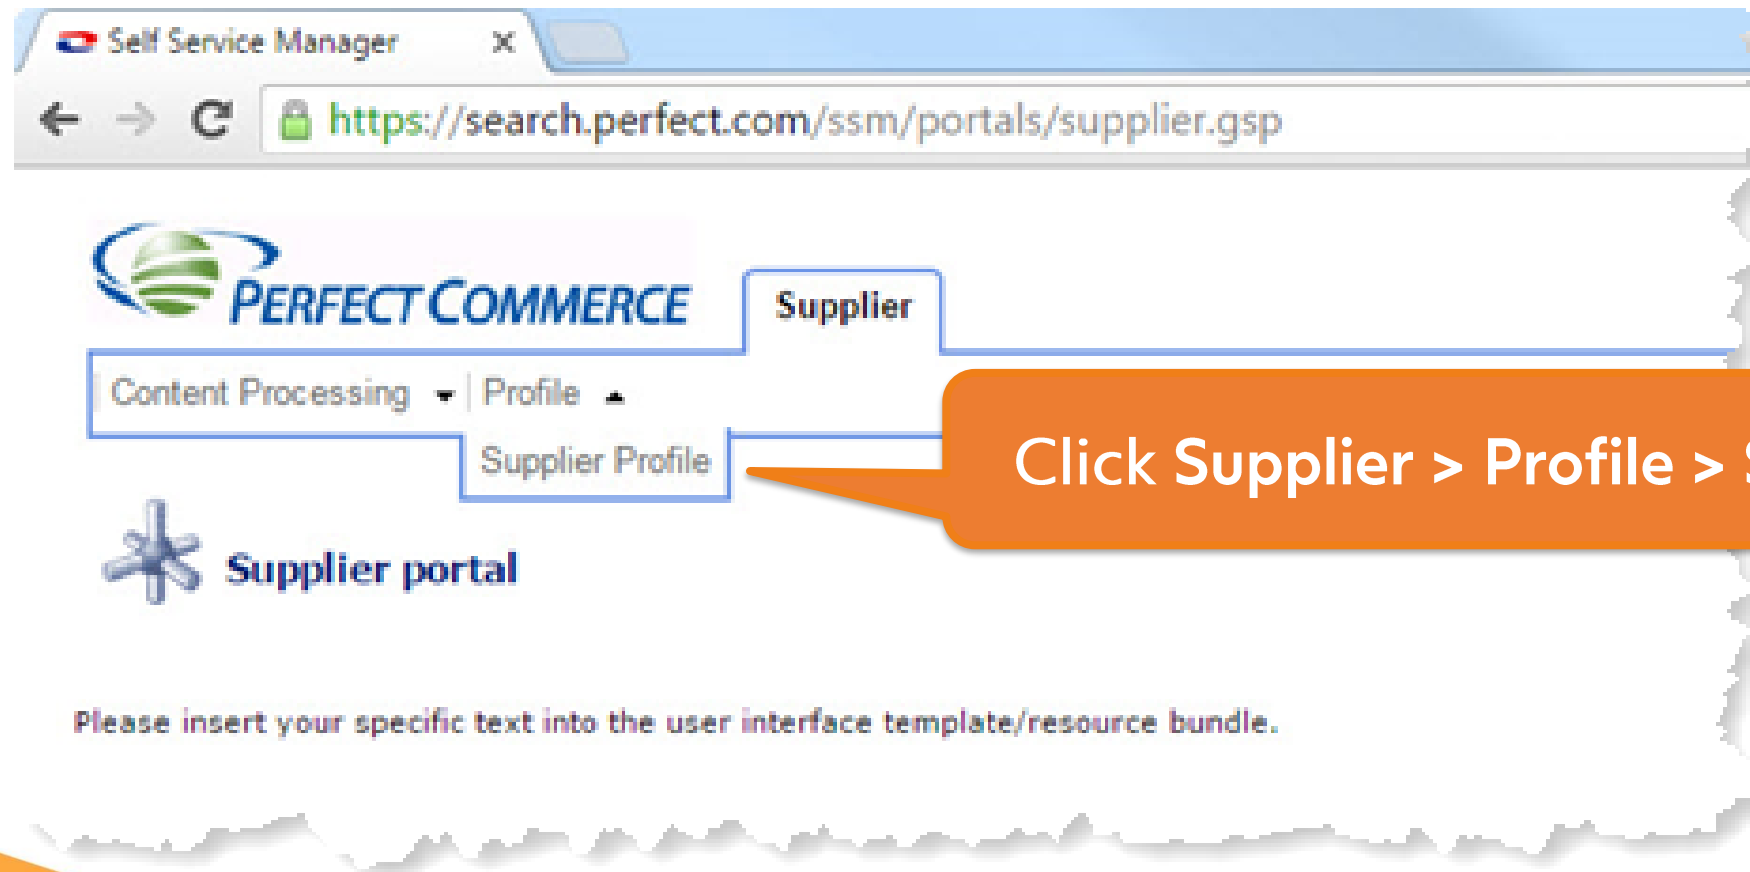 Self Service Manager
https://search.perfect.com/ssm/portals/supplier.gsp
PERFECT COMMERCE
Supplier
Content Processing Profile
Supplier Profile
Click Supplier > Profile >
Supplier portal
Please insert your specific text into the user interface template/resource bundle.